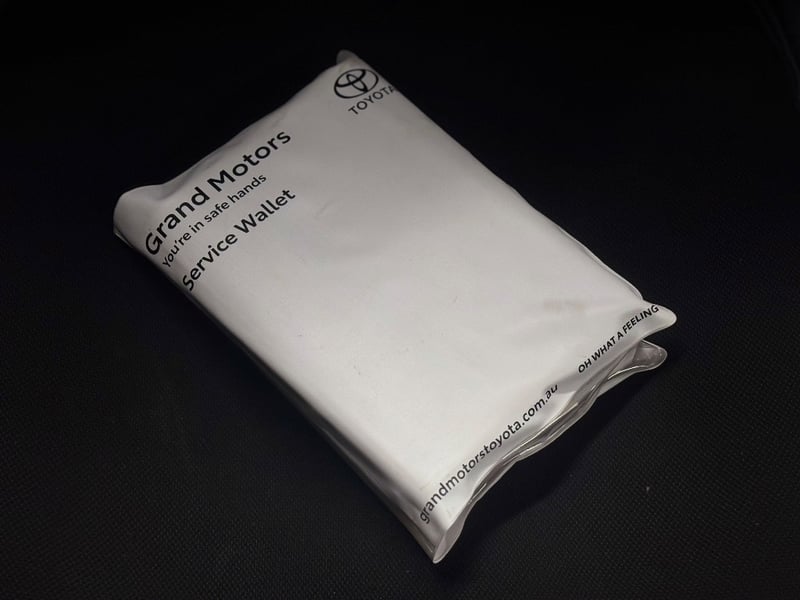 TOYOTA
Grand Motors
You're in safe hands
Service Wallet
grandmotorstoyota.com.au
OH WHAT A FEELING